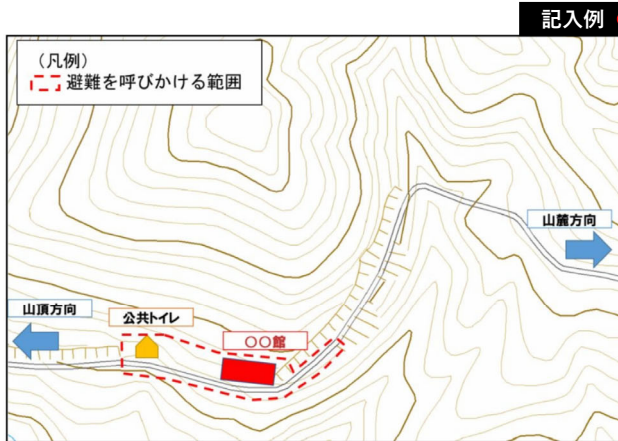 記入例
(凡例)
避難を呼びかける範囲
山麓方向
山頂方向
公共トイレ
〇〇館